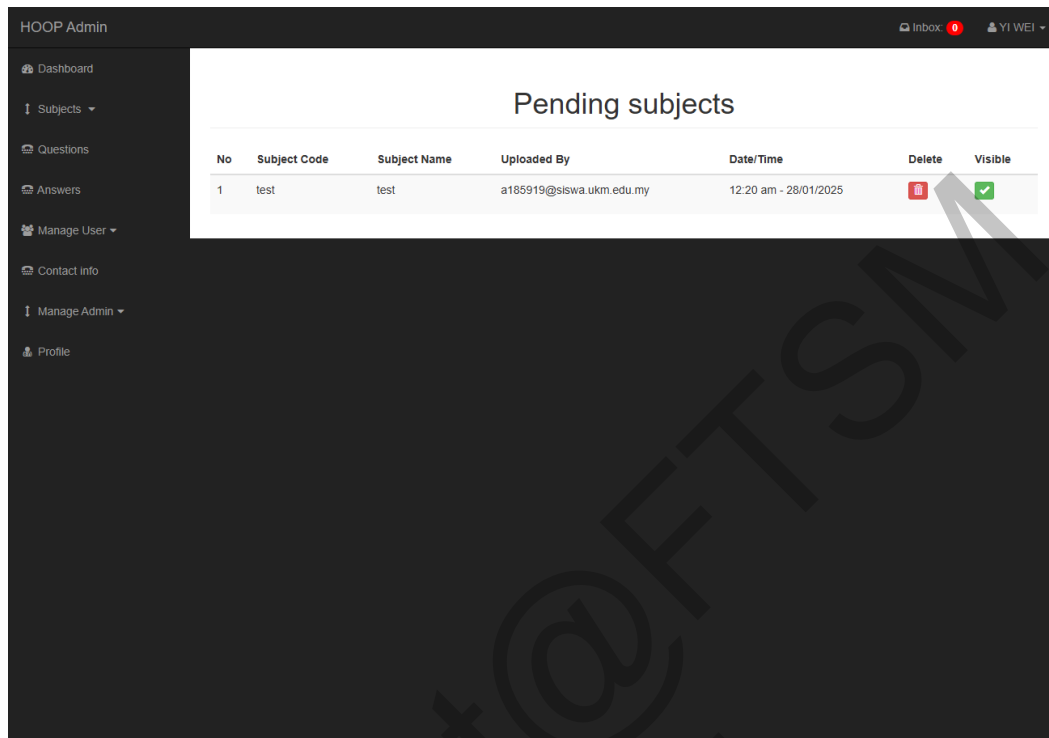 HOOP Admin
Inbox: 0 YI WEI
Dashboard
Subjects
Questions
Answers
Manage User
Contact info
Manage Admin
Profile
Pending subjects
No Subject Code Subject Name Uploaded By Date/Time Delete Visible
1 test test a185919@siswa.ukm.edu.my 12:20 am - 28/01/2025
t@FTSM